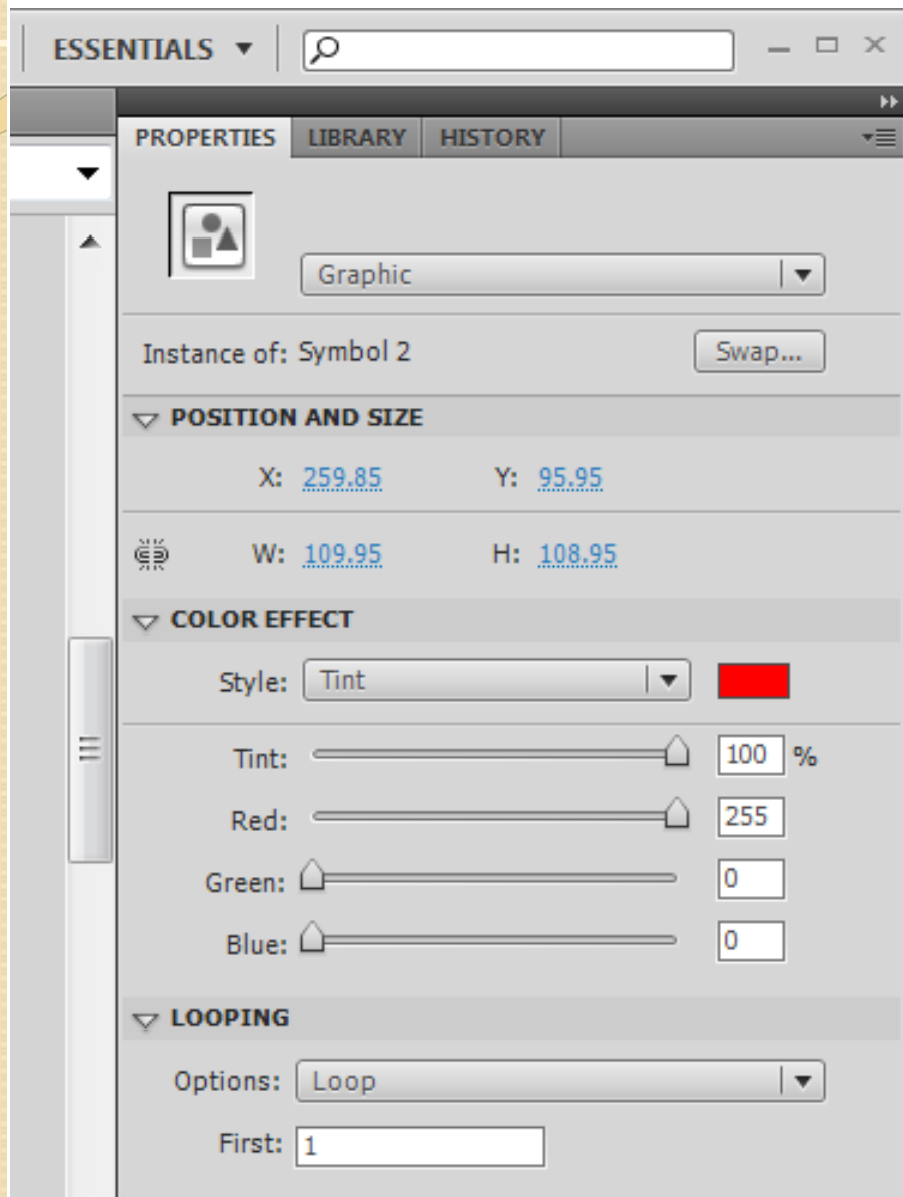 ESSENTIALS
PROPERTIES LIBRARY HISTORY
Graphic
Instance of: Symbol 2 Swap...
POSITION AND SIZE
X: 259.85 Y: 95.95
W: 109.95 H: 108.95
COLOR EFFECT
Style: Tint
Tint: 100 %
Red: 255
Green: 0
Blue: 0
LOOPING
Options: Loop
First: 1